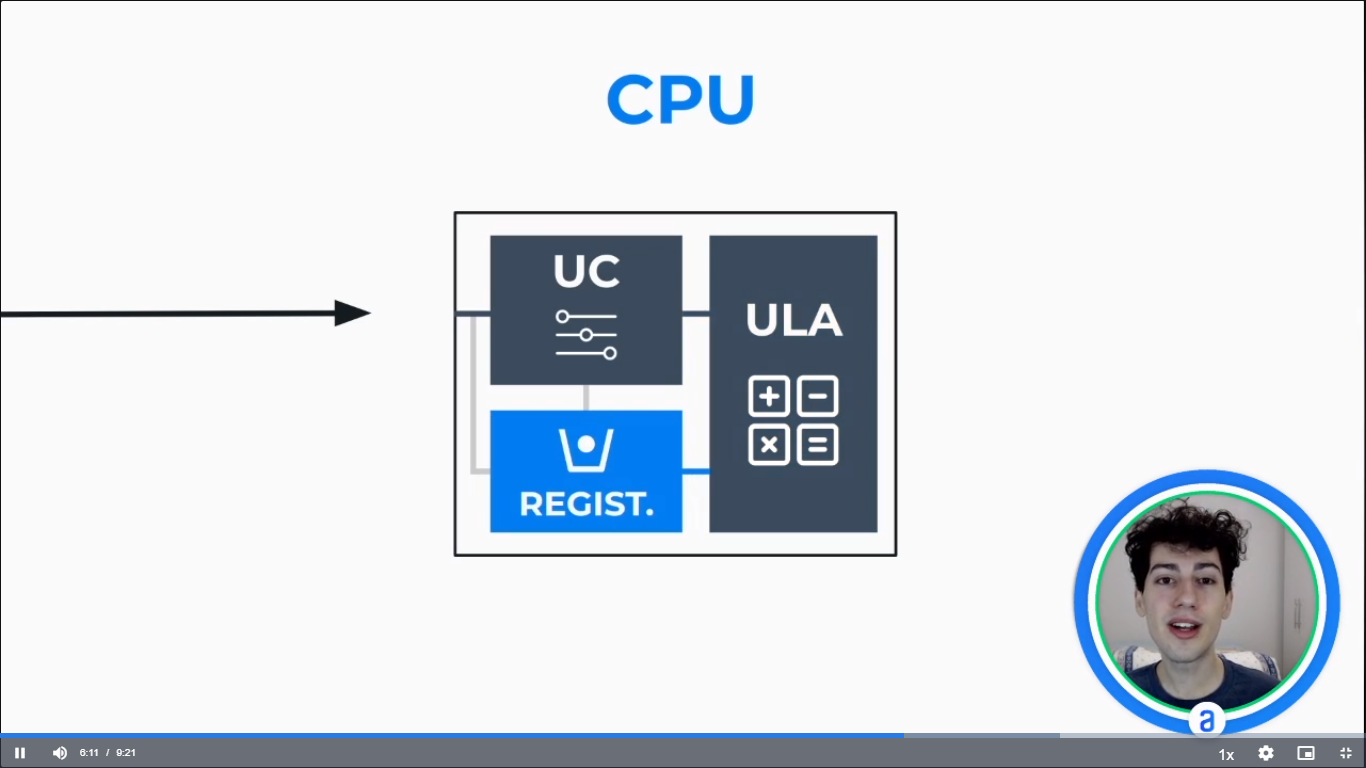 CPU
UC
ULA
REGIST.
a
6:11 / 9:21
1x